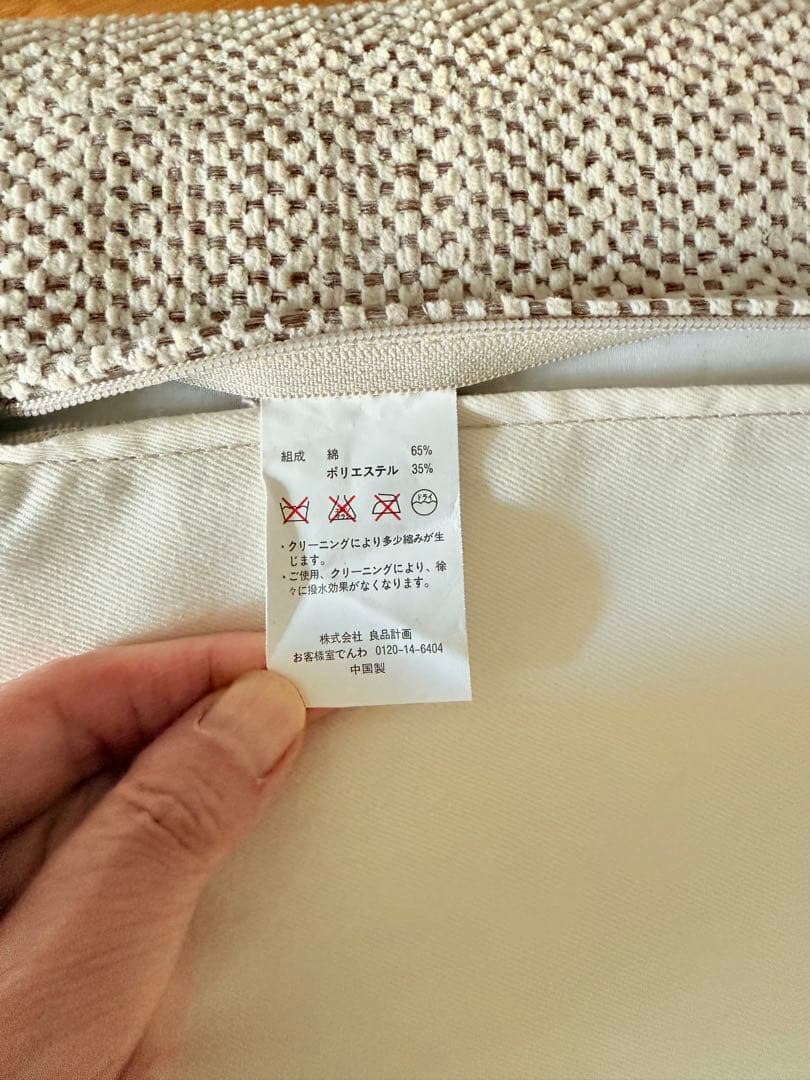 組成 綿 65%
ポリエステル 35%
ドライ
・クリーニングにより多少縮みが生
じます。
・ご使用、クリーニングにより、徐
々に撥水効果がなくなります。
株式会社 良品計画
お客様室でんわ 0120-14-6404
中国製